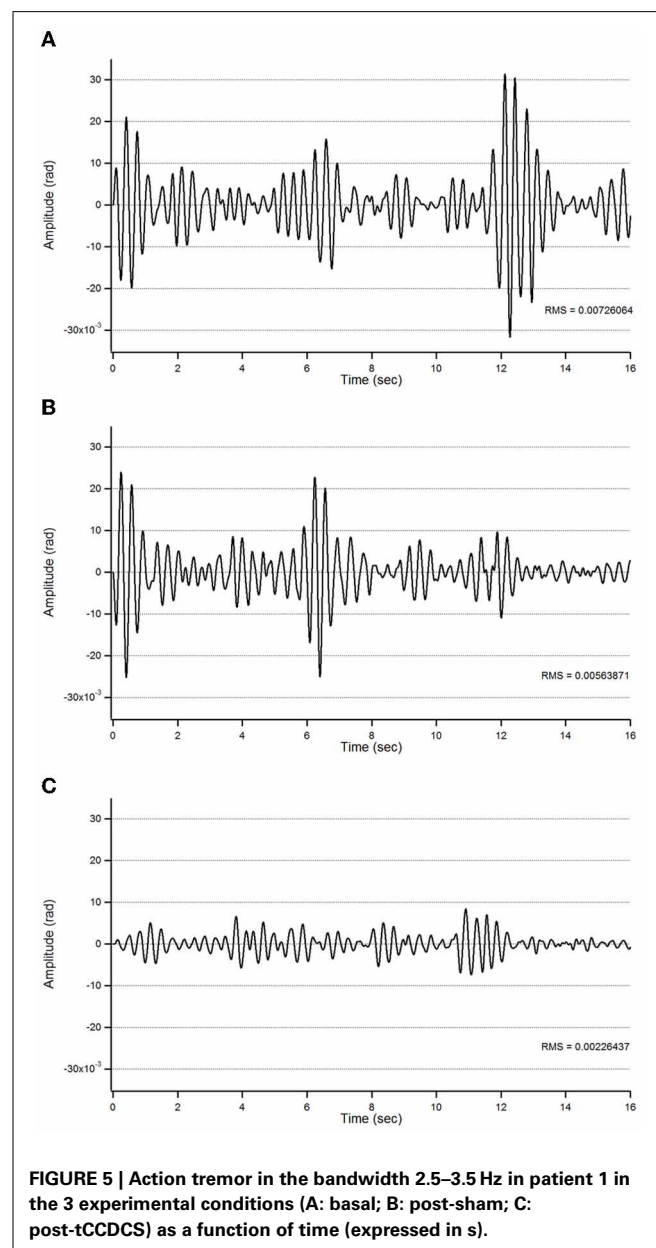 A
Amplitude (rad)
30
20
10
0
-10
-20
-30x10⁻³
RMS = 0.00726064
0 2 4 6 8 10 12 14 16
Time (sec)
B
Amplitude (rad)
30
20
10
0
-10
-20
-30x10⁻³
RMS = 0.00563871
0 2 4 6 8 10 12 14 16
Time (sec)
C
Amplitude (rad)
30
20
10
0
-10
-20
-30x10⁻³
RMS = 0.00226437
0 2 4 6 8 10 12 14 16
Time (sec)
FIGURE 5 | Action tremor in the bandwidth 2.5–3.5 Hz in patient 1 in
the 3 experimental conditions (A: basal; B: post-sham; C:
post-tCCDCS) as a function of time (expressed in s).